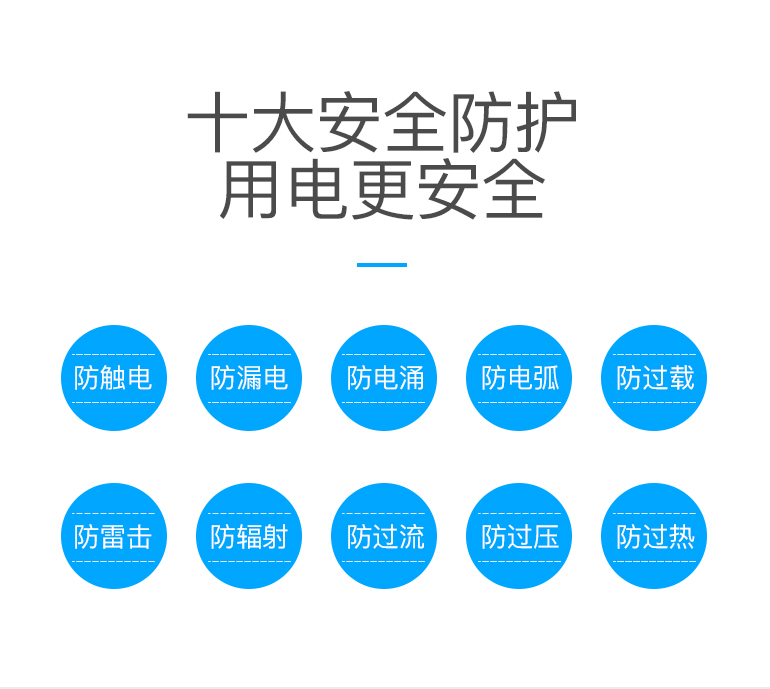 十大安全防护
用电更安全
防触电
防漏电
防电涌
防电弧
防过载
防雷击
防辐射
防过流
防过压
防过热